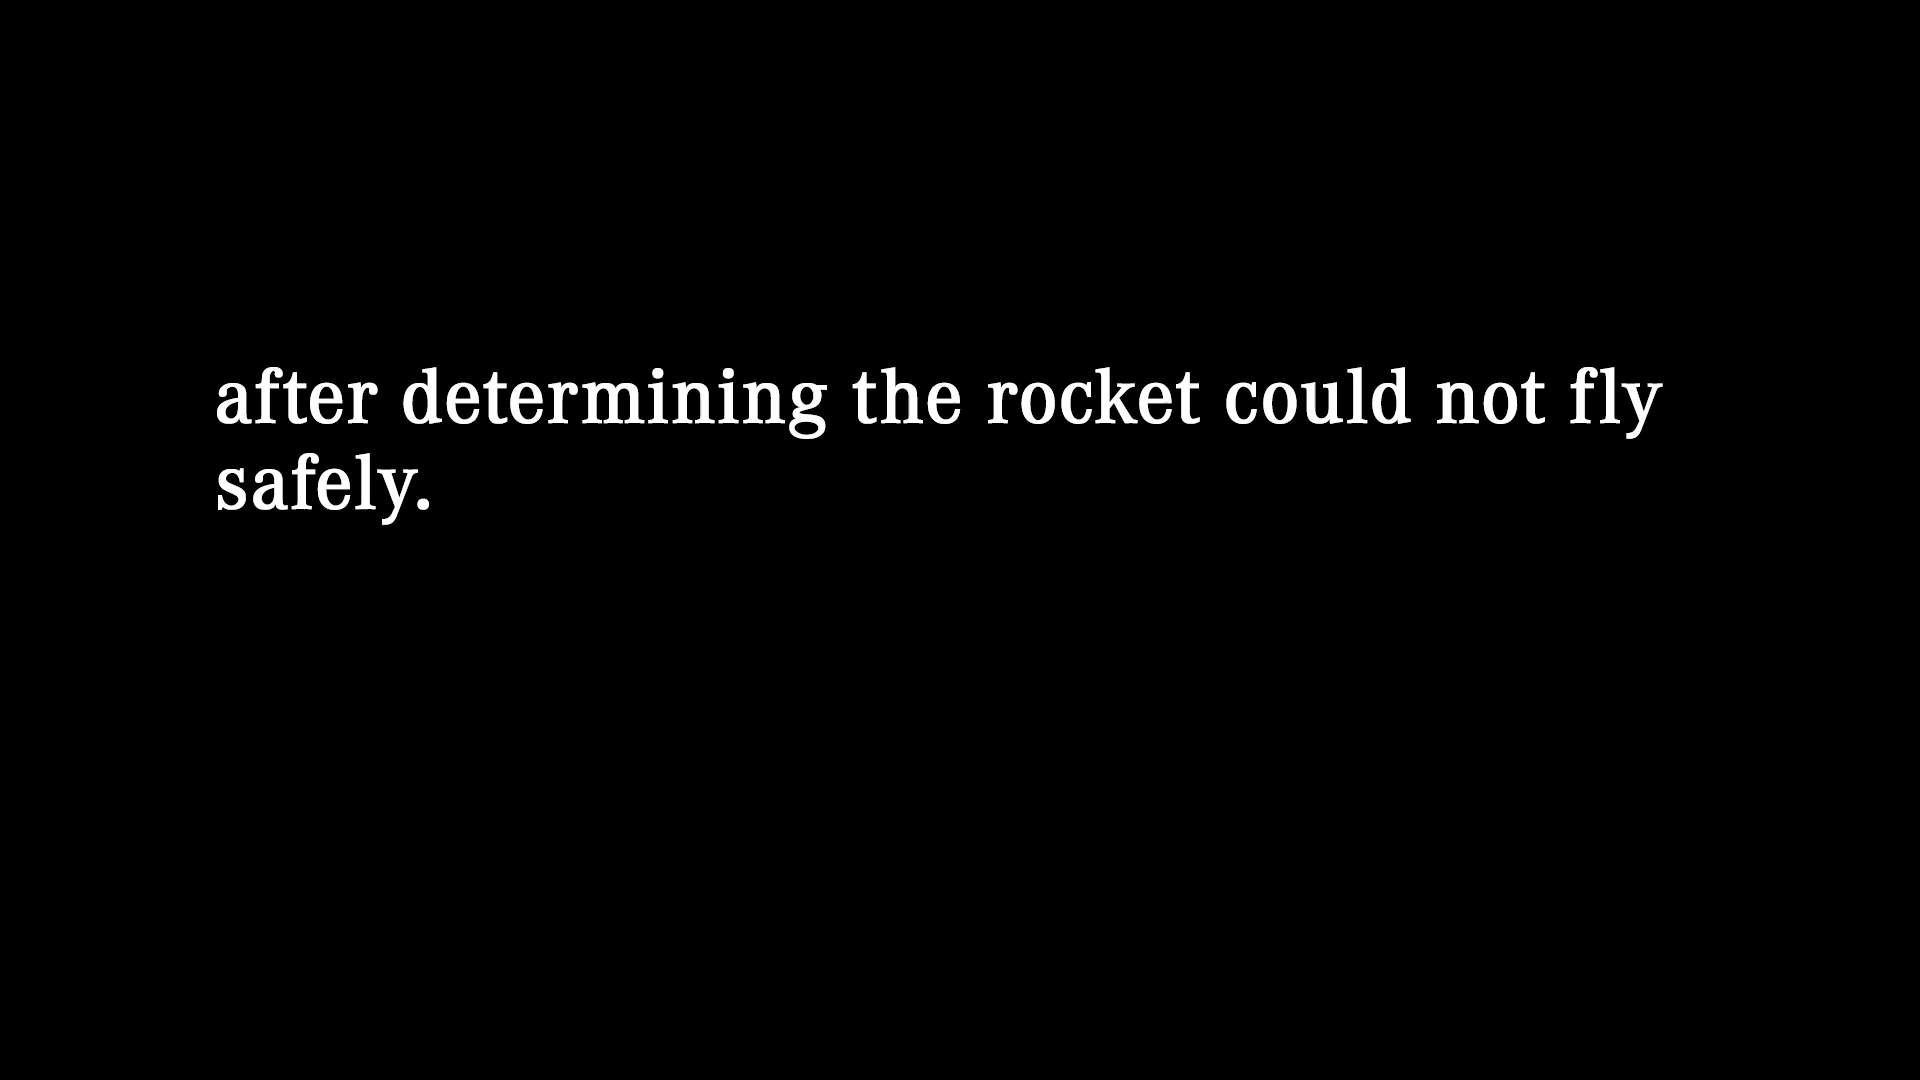 after determining the rocket could not fly
safely.